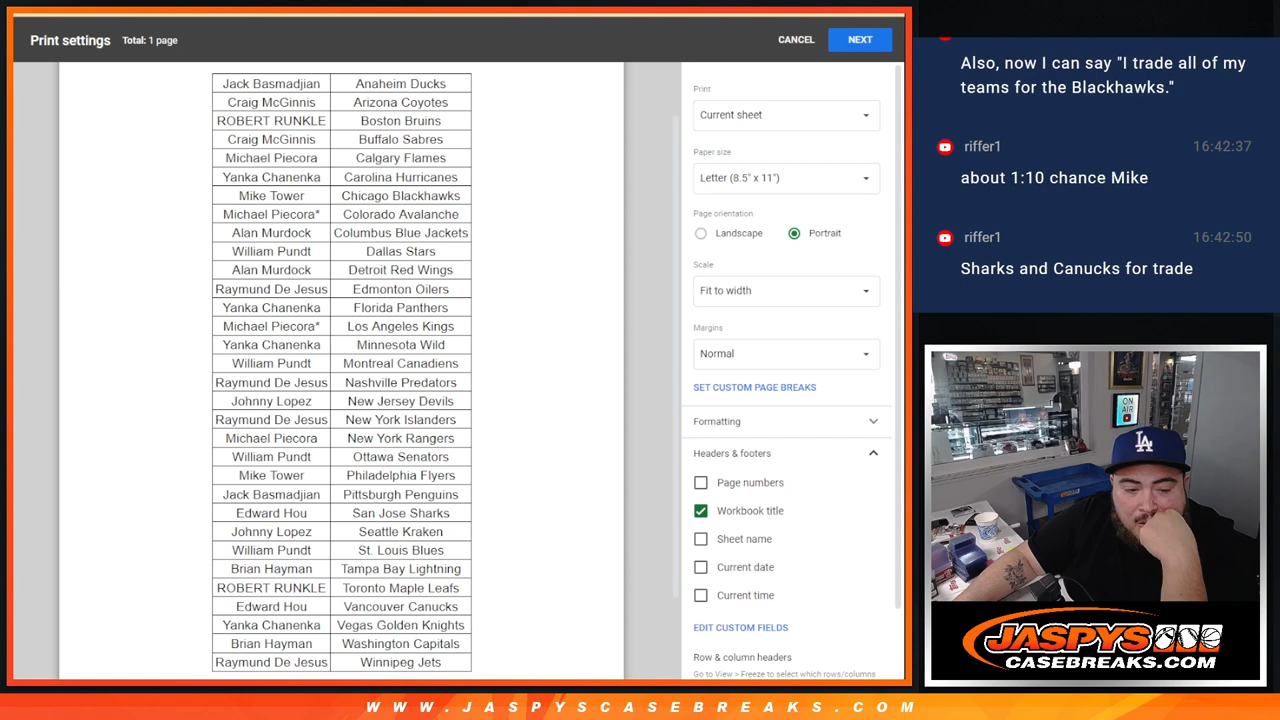 Print settings Total: 1 page CANCEL NEXT
Jack Basmadjian Anaheim Ducks
Craig McGinnis Arizona Coyotes
ROBERT RUNKLE Boston Bruins
Craig McGinnis Buffalo Sabres
Michael Piecora Calgary Flames
Yanka Chanenka Carolina Hurricanes
Mike Tower Chicago Blackhawks
Michael Piecora* Colorado Avalanche
Alan Murdock Columbus Blue Jackets
William Pundt Dallas Stars
Alan Murdock Detroit Red Wings
Raymund De Jesus Edmonton Oilers
Yanka Chanenka Florida Panthers
Michael Piecora* Los Angeles Kings
Yanka Chanenka Minnesota Wild
William Pundt Montreal Canadiens
Raymund De Jesus Nashville Predators
Johnny Lopez New Jersey Devils
Raymund De Jesus New York Islanders
Michael Piecora New York Rangers
William Pundt Ottawa Senators
Mike Tower Philadelphia Flyers
Jack Basmadjian Pittsburgh Penguins
Edward Hou San Jose Sharks
Johnny Lopez Seattle Kraken
William Pundt St. Louis Blues
Brian Hayman Tampa Bay Lightning
ROBERT RUNKLE Toronto Maple Leafs
Edward Hou Vancouver Canucks
Yanka Chanenka Vegas Golden Knights
Brian Hayman Washington Capitals
Raymund De Jesus Winnipeg Jets
Print
Current sheet
Paper size
Letter (8.5" x 11")
Page orientation
Landscape Portrait
Scale
Fit to width
Margins
Normal
SET CUSTOM PAGE BREAKS
Formatting
Headers & footers
Page numbers
Workbook title
Sheet name
Current date
Current time
EDIT CUSTOM FIELDS
Row & column headers
Go to View > Freeze to select which rows/columns
Also, now I can say "I trade all of my
teams for the Blackhawks."
riffer1 16:42:37
about 1:10 chance Mike
riffer1 16:42:50
Sharks and Canucks for trade
ON
AIR
LA
JASPYS
CASEBREAKS.COM
WWW.JASPYSCASEBREAKS.COM